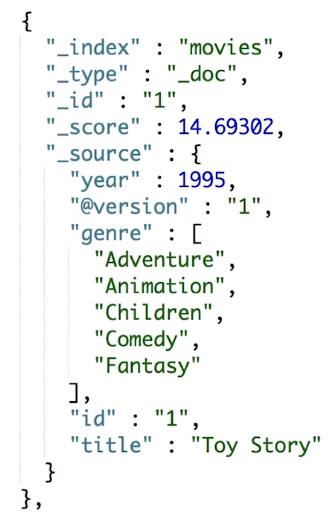 {
"_index" : "movies",
"_type" : "_doc",
"_id" : "1",
"_score" : 14.69302,
"_source" : {
"year" : 1995,
"@version" : "1",
"genre" : [
"Adventure",
"Animation",
"Children",
"Comedy",
"Fantasy"
],
"id" : "1",
"title" : "Toy Story"
}
},